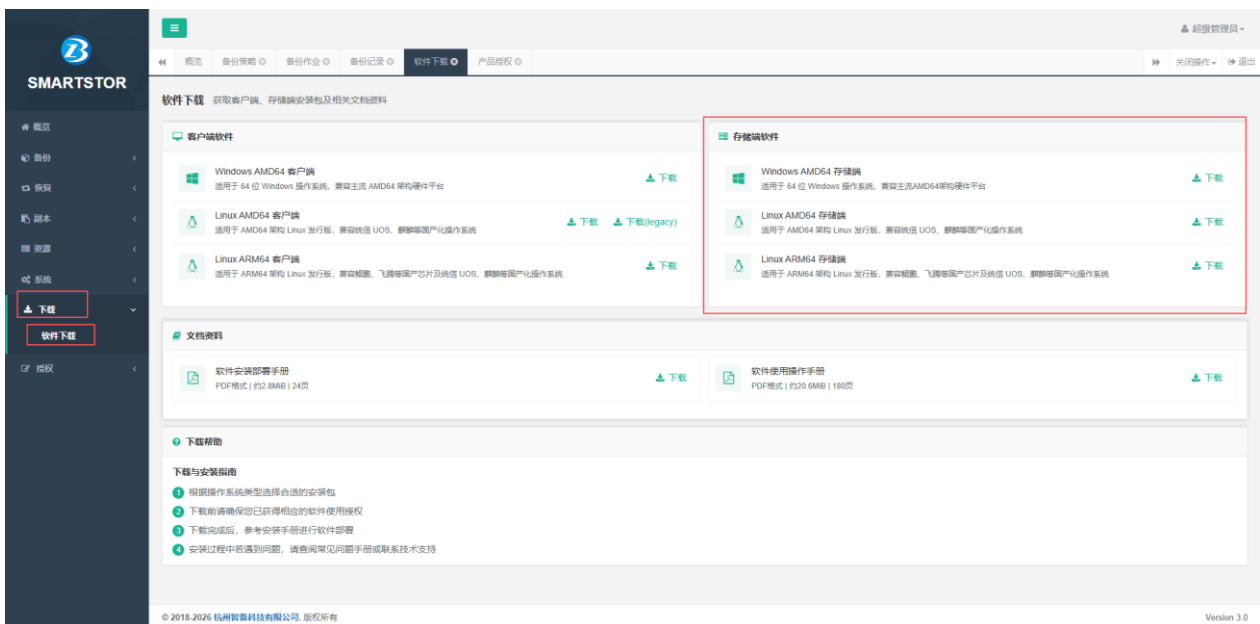 SMARTSTOR
概览
备份
恢复
副本
资源
系统
下载
软件下载
授权
超级管理员
概览
备份策略
备份作业
备份记录
软件下载
产品授权
关闭操作
退出
软件下载 获取客户端、存储端安装包及相关文档资料
客户端软件
Windows AMD64 客户端
适用于 64 位 Windows 操作系统，兼容主流 AMD64 架构硬件平台
下载
Linux AMD64 客户端
适用于 AMD64 架构 Linux 发行版，兼容统信 UOS、麒麟等国产化操作系统
下载 下载(legacy)
Linux ARM64 客户端
适用于 ARM64 架构 Linux 发行版，兼容鲲鹏、飞腾等国产芯片及统信 UOS、麒麟等国产化操作系统
下载
存储端软件
Windows AMD64 存储端
适用于 64 位 Windows 操作系统，兼容主流AMD64架构硬件平台
下载
Linux AMD64 存储端
适用于 AMD64 架构 Linux 发行版，兼容统信 UOS、麒麟等国产化操作系统
下载
Linux ARM64 存储端
适用于 ARM64 架构 Linux 发行版，兼容鲲鹏、飞腾等国产芯片及统信 UOS、麒麟等国产化操作系统
下载
文档资料
软件安装部署手册
PDF格式 | 约2.8MiB | 24页
下载
软件使用操作手册
PDF格式 | 约20.6MiB | 180页
下载
下载帮助
下载与安装指南
1 根据操作系统类型选择合适的安装包
2 下载前请确保您已获得相应的软件使用授权
3 下载完成后，参考安装手册进行软件部署
4 安装过程中若遇到问题，请查阅常见问题手册或联系技术支持
© 2018-2026 杭州智备科技有限公司. 版权所有.
Version 3.0